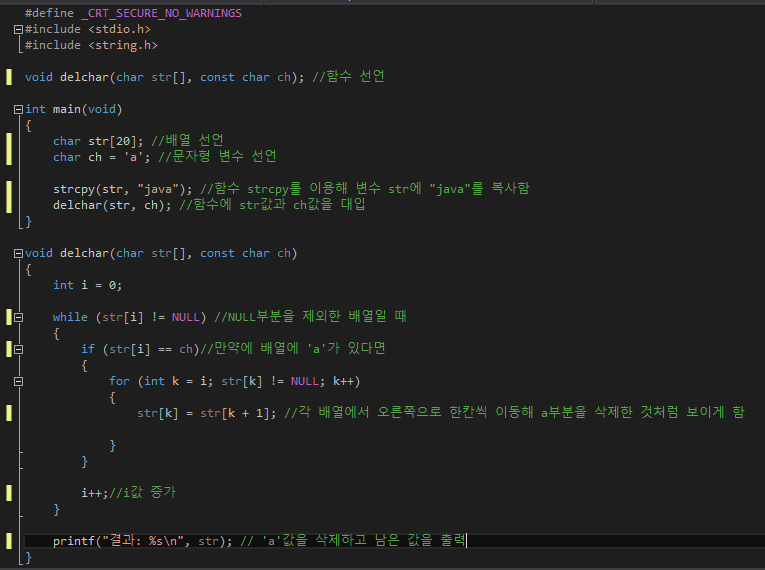 #define _CRT_SECURE_NO_WARNINGS
#include <stdio.h>
#include <string.h>
void delchar(char str[], const char ch); //함수 선언
int main(void)
{
char str[20]; //배열 선언
char ch = 'a'; //문자형 변수 선언
strcpy(str, "java"); //함수 strcpy를 이용해 변수 str에 "java"를 복사함
delchar(str, ch); //함수에 str값과 ch값을 대입
}
void delchar(char str[], const char ch)
{
int i = 0;
while (str[i] != NULL) //NULL부분을 제외한 배열일 때
{
if (str[i] == ch)//만약에 배열에 'a'가 있다면
{
for (int k = i; str[k] != NULL; k++)
{
str[k] = str[k + 1]; //각 배열에서 오른쪽으로 한칸씩 이동해 a부분을 삭제한 것처럼 보이게 함
}
}
i++;//i값 증가
}
printf("결과: %s\n", str); // 'a'값을 삭제하고 남은 값을 출력
}